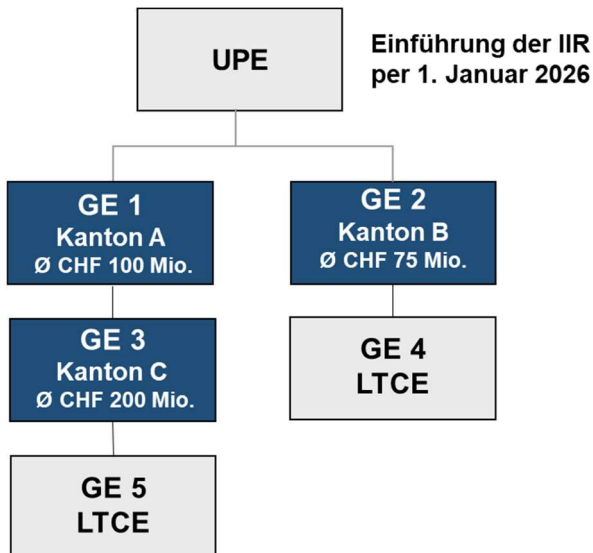 UPE
Einführung der IIR
per 1. Januar 2026
GE 1
Kanton A
Ø CHF 100 Mio.
GE 2
Kanton B
Ø CHF 75 Mio.
GE 3
Kanton C
Ø CHF 200 Mio.
GE 4
LTCE
GE 5
LTCE